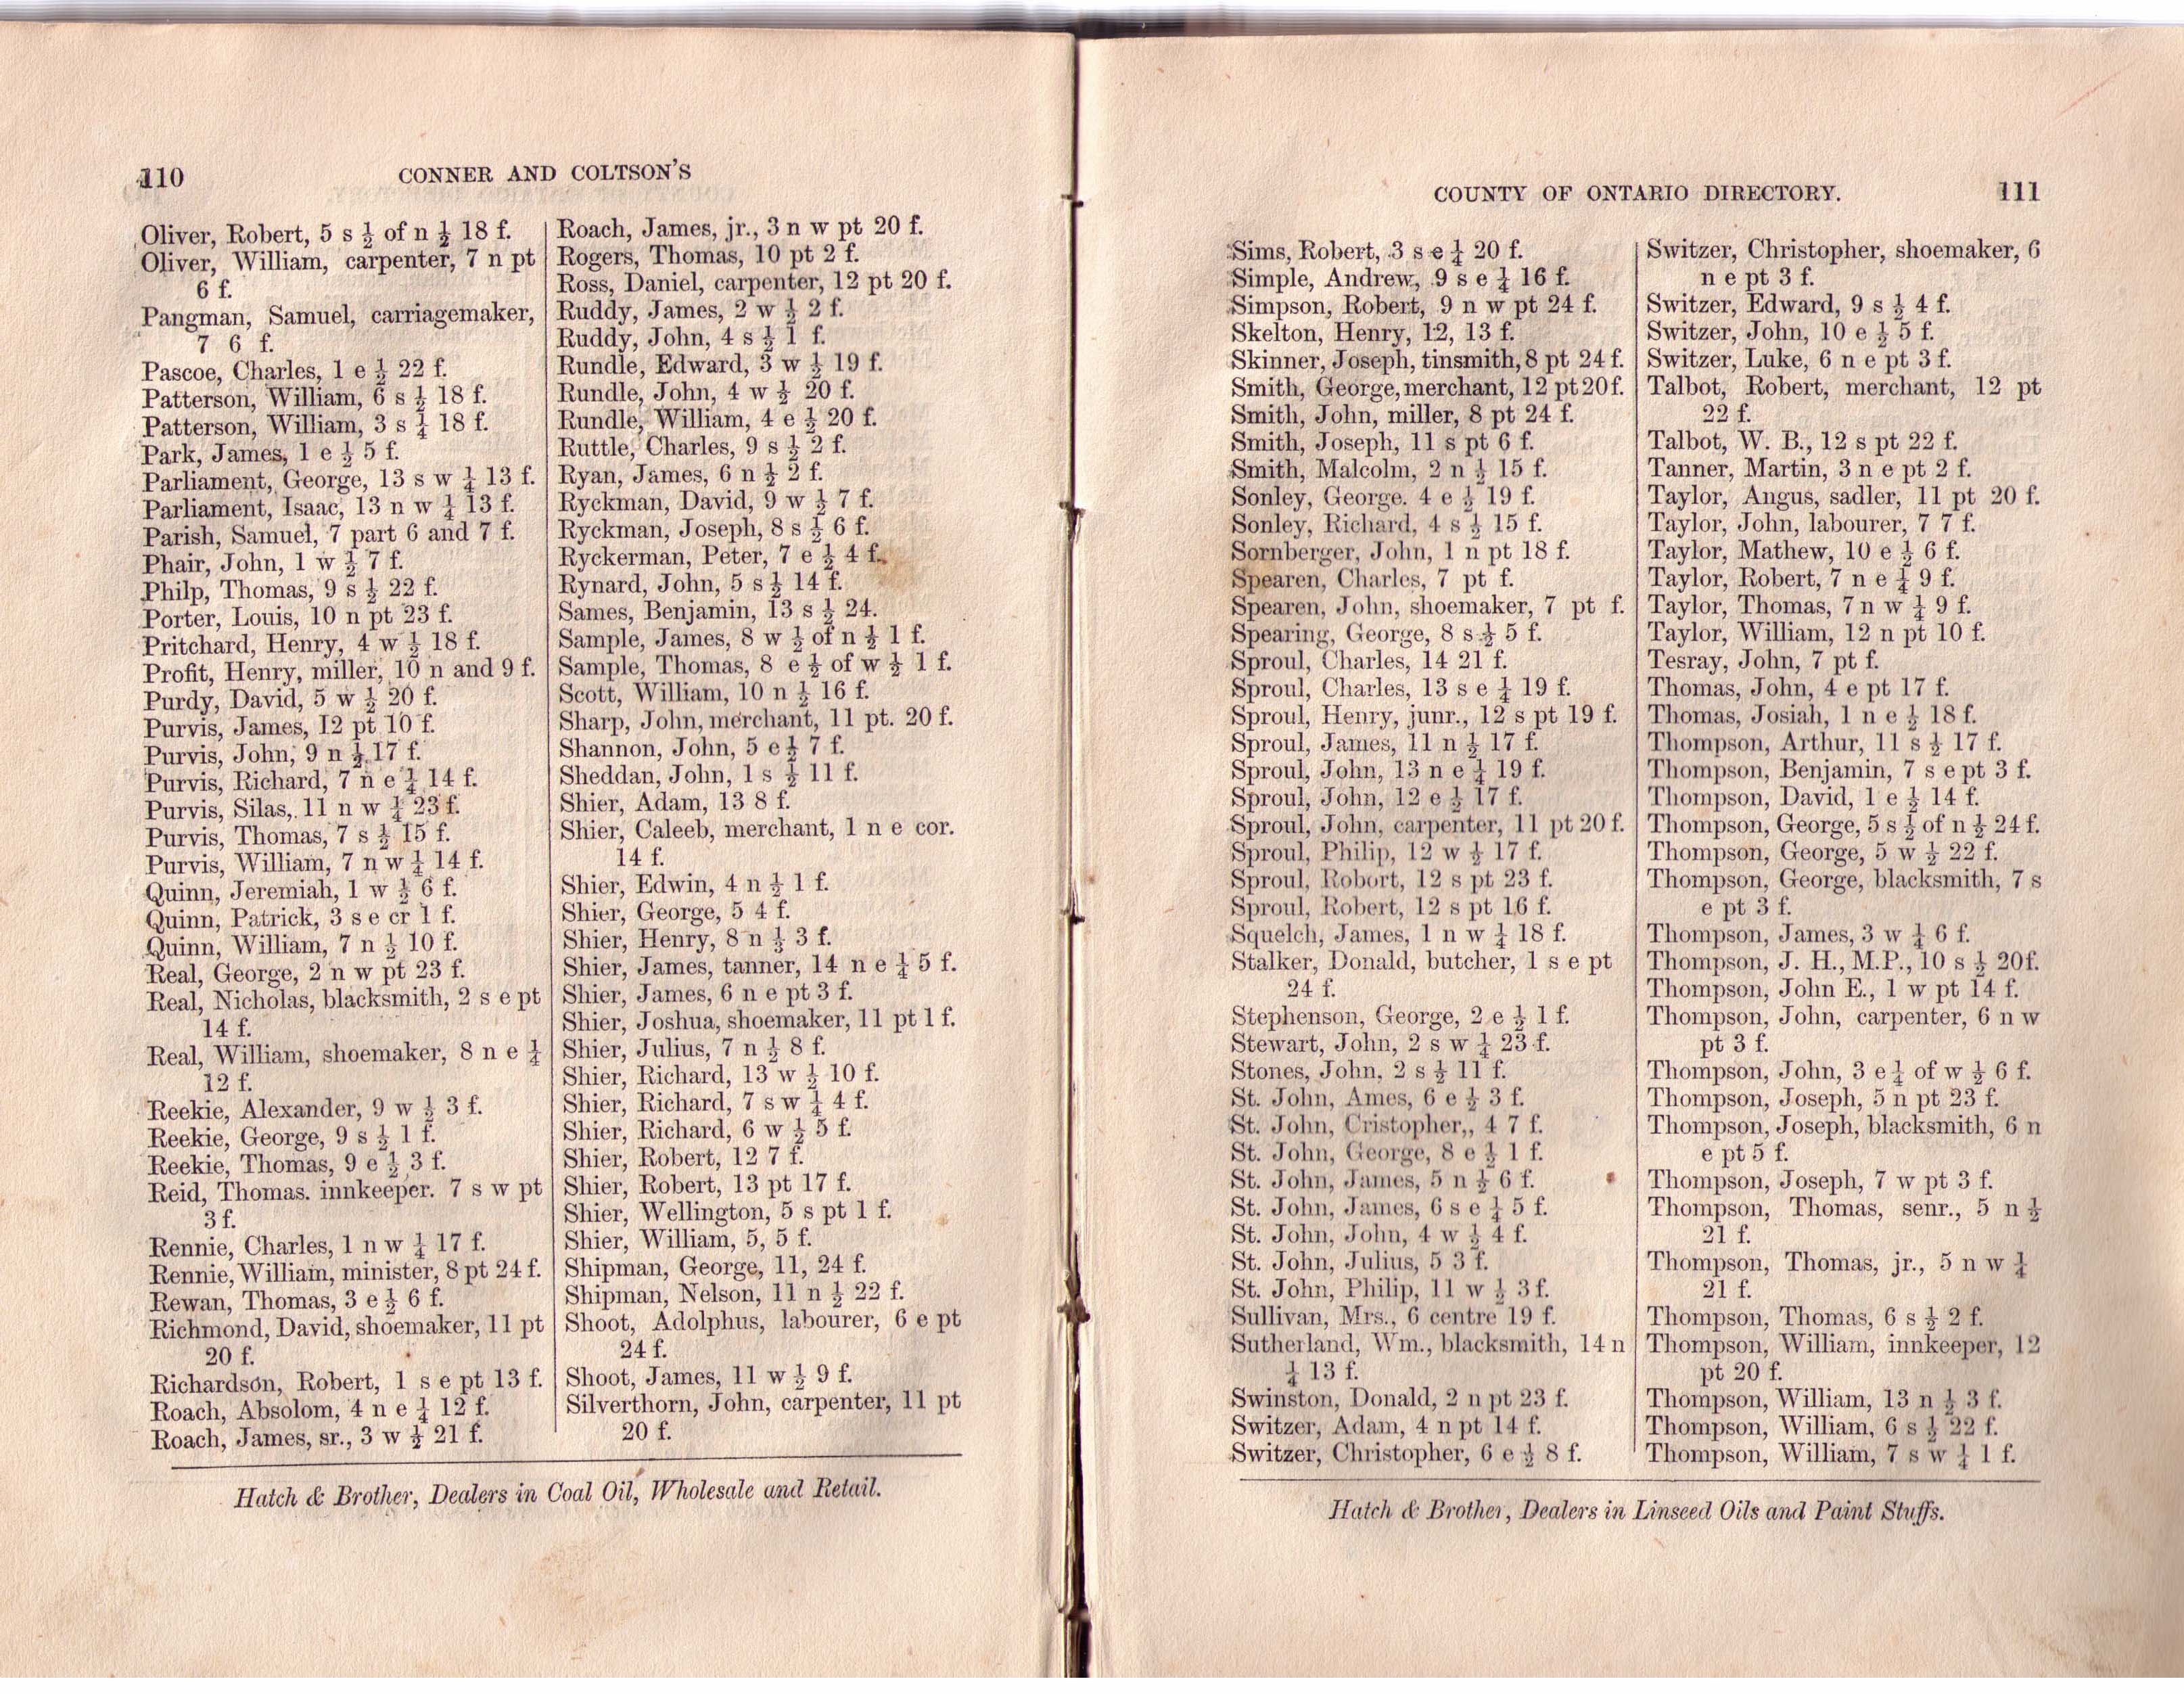 110
CONNER AND COLTSON'S
Oliver, Robert, 5 s ½ of n ½ 18 f.
Oliver, William, carpenter, 7 n pt
6 f.
Pangman, Samuel, carriagemaker,
7 6 f.
Pascoe, Charles, 1 e ½ 22 f.
Patterson, William, 6 s ½ 18 f.
Patterson, William, 3 s ¼ 18 f.
Park, James, 1 e ½ 5 f.
Parliament, George, 13 s w ¼ 13 f.
Parliament, Isaac, 13 n w ¼ 13 f.
Parish, Samuel, 7 part 6 and 7 f.
Phair, John, 1 w ½ 7 f.
Philp, Thomas, 9 s ½ 22 f.
Porter, Louis, 10 n pt 23 f.
Pritchard, Henry, 4 w ½ 18 f.
Profit, Henry, miller, 10 n and 9 f.
Purdy, David, 5 w ½ 20 f.
Purvis, James, 12 pt 10 f.
Purvis, John, 9 n ½ 17 f.
Purvis, Richard, 7 n e ¼ 14 f.
Purvis, Silas, 11 n w ¼ 23 f.
Purvis, Thomas, 7 s ½ 15 f.
Purvis, William, 7 n w ¼ 14 f.
Quinn, Jeremiah, 1 w ½ 6 f.
Quinn, Patrick, 3 s e cr 1 f.
Quinn, William, 7 n ½ 10 f.
Real, George, 2 n w pt 23 f.
Real, Nicholas, blacksmith, 2 s e pt
14 f.
Real, William, shoemaker, 8 n e ¼
12 f.
Reekie, Alexander, 9 w ½ 3 f.
Reekie, George, 9 s ½ 1 f.
Reekie, Thomas, 9 e ½ 3 f.
Reid, Thomas. innkeeper. 7 s w pt
3 f.
Rennie, Charles, 1 n w ¼ 17 f.
Rennie, William, minister, 8 pt 24 f.
Rewan, Thomas, 3 e ½ 6 f.
Richmond, David, shoemaker, 11 pt
20 f.
Richardson, Robert, 1 s e pt 13 f.
Roach, Absolom, 4 n e ¼ 12 f.
Roach, James, sr., 3 w ½ 21 f.
Roach, James, jr., 3 n w pt 20 f.
Rogers, Thomas, 10 pt 2 f.
Ross, Daniel, carpenter, 12 pt 20 f.
Ruddy, James, 2 w ½ 2 f.
Ruddy, John, 4 s ½ 1 f.
Rundle, Edward, 3 w ½ 19 f.
Rundle, John, 4 w ½ 20 f.
Rundle, William, 4 e ½ 20 f.
Ruttle, Charles, 9 s ½ 2 f.
Ryan, James, 6 n ½ 2 f.
Ryckman, David, 9 w ½ 7 f.
Ryckman, Joseph, 8 s ½ 6 f.
Ryckerman, Peter, 7 e ½ 4 f.
Rynard, John, 5 s ½ 14 f.
Sames, Benjamin, 13 s ½ 24.
Sample, James, 8 w ½ of n ½ 1 f.
Sample, Thomas, 8 e ½ of w ½ 1 f.
Scott, William, 10 n ½ 16 f.
Sharp, John, merchant, 11 pt. 20 f.
Shannon, John, 5 e ½ 7 f.
Sheddan, John, 1 s ½ 11 f.
Shier, Adam, 13 8 f.
Shier, Caleeb, merchant, 1 n e cor.
14 f.
Shier, Edwin, 4 n ½ 1 f.
Shier, George, 5 4 f.
Shier, Henry, 8 n ½ 3 f.
Shier, James, tanner, 14 n e ¼ 5 f.
Shier, James, 6 n e pt 3 f.
Shier, Joshua, shoemaker, 11 pt 1 f.
Shier, Julius, 7 n ½ 8 f.
Shier, Richard, 13 w ½ 10 f.
Shier, Richard, 7 s w ¼ 4 f.
Shier, Richard, 6 w ½ 5 f.
Shier, Robert, 12 7 f.
Shier, Robert, 13 pt 17 f.
Shier, Wellington, 5 s pt 1 f.
Shier, William, 5, 5 f.
Shipman, George, 11, 24 f.
Shipman, Nelson, 11 n ½ 22 f.
Shoot, Adolphus, labourer, 6 e pt
24 f.
Shoot, James, 11 w ½ 9 f.
Silverthorn, John, carpenter, 11 pt
20 f.
Hatch & Brother, Dealers in Coal Oil, Wholesale and Retail.
COUNTY OF ONTARIO DIRECTORY.
111
Sims, Robert, 3 s e ¼ 20 f.
Simple, Andrew, 9 s e ¼ 16 f.
Simpson, Robert, 9 n w pt 24 f.
Skelton, Henry, 12, 13 f.
Skinner, Joseph, tinsmith, 8 pt 24 f.
Smith, George, merchant, 12 pt 20 f.
Smith, John, miller, 8 pt 24 f.
Smith, Joseph, 11 s pt 6 f.
Smith, Malcolm, 2 n ½ 15 f.
Sonley, George. 4 e ½ 19 f.
Sonley, Richard, 4 s ½ 15 f.
Sornberger, John, 1 n pt 18 f.
Spearen, Charles, 7 pt f.
Spearen, John, shoemaker, 7 pt f.
Spearing, George, 8 s ½ 5 f.
Sproul, Charles, 14 21 f.
Sproul, Charles, 13 s e ¼ 19 f.
Sproul, Henry, junr., 12 s pt 19 f.
Sproul, James, 11 n ½ 17 f.
Sproul, John, 13 n e ¼ 19 f.
Sproul, John, 12 e ½ 17 f.
Sproul, John, carpenter, 11 pt 20 f.
Sproul, Philip, 12 w ½ 17 f.
Sproul, Robort, 12 s pt 23 f.
Sproul, Robert, 12 s pt 16 f.
Squelch, James, 1 n w ¼ 18 f.
Stalker, Donald, butcher, 1 s e pt
24 f.
Stephenson, George, 2 e ½ 1 f.
Stewart, John, 2 s w ¼ 23 f.
Stones, John, 2 s ½ 11 f.
St. John, Ames, 6 e ½ 3 f.
St. John, Cristopher,, 4 7 f.
St. John, George, 8 e ½ 1 f.
St. John, James, 5 n ½ 6 f.
St. John, James, 6 s e ¼ 5 f.
St. John, John, 4 w ½ 4 f.
St. John, Julius, 5 3 f.
St. John, Philip, 11 w ½ 3 f.
Sullivan, Mrs., 6 centre 19 f.
Sutherland, Wm., blacksmith, 14 n
¼ 13 f.
Swinston, Donald, 2 n pt 23 f.
Switzer, Adam, 4 n pt 14 f.
Switzer, Christopher, 6 e ½ 8 f.
Switzer, Christopher, shoemaker, 6
n e pt 3 f.
Switzer, Edward, 9 s ½ 4 f.
Switzer, John, 10 e ½ 5 f.
Switzer, Luke, 6 n e pt 3 f.
Talbot, Robert, merchant, 12 pt
22 f.
Talbot, W. B., 12 s pt 22 f.
Tanner, Martin, 3 n e pt 2 f.
Taylor, Angus, sadler, 11 pt 20 f.
Taylor, John, labourer, 7 7 f.
Taylor, Mathew, 10 e ½ 6 f.
Taylor, Robert, 7 n e ¼ 9 f.
Taylor, Thomas, 7 n w ¼ 9 f.
Taylor, William, 12 n pt 10 f.
Tesray, John, 7 pt f.
Thomas, John, 4 e pt 17 f.
Thomas, Josiah, 1 n e ½ 18 f.
Thompson, Arthur, 11 s ½ 17 f.
Thompson, Benjamin, 7 s e pt 3 f.
Thompson, David, 1 e ½ 14 f.
Thompson, George, 5 s ½ of n ½ 24 f.
Thompson, George, 5 w ½ 22 f.
Thompson, George, blacksmith, 7 s
e pt 3 f.
Thompson, James, 3 w ¼ 6 f.
Thompson, J. H., M.P., 10 s ½ 20f.
Thompson, John E., 1 w pt 14 f.
Thompson, John, carpenter, 6 n w
pt 3 f.
Thompson, John, 3 e ¼ of w ½ 6 f.
Thompson, Joseph, 5 n pt 23 f.
Thompson, Joseph, blacksmith, 6 n
e pt 5 f.
Thompson, Joseph, 7 w pt 3 f.
Thompson, Thomas, senr., 5 n ½
21 f.
Thompson, Thomas, jr., 5 n w ¼
21 f.
Thompson, Thomas, 6 s ½ 2 f.
Thompson, William, innkeeper, 12
pt 20 f.
Thompson, William, 13 n ½ 3 f.
Thompson, William, 6 s ½ 22 f.
Thompson, William, 7 s w ¼ 1 f.
Hatch & Brother, Dealers in Linseed Oils and Paint Stuffs.